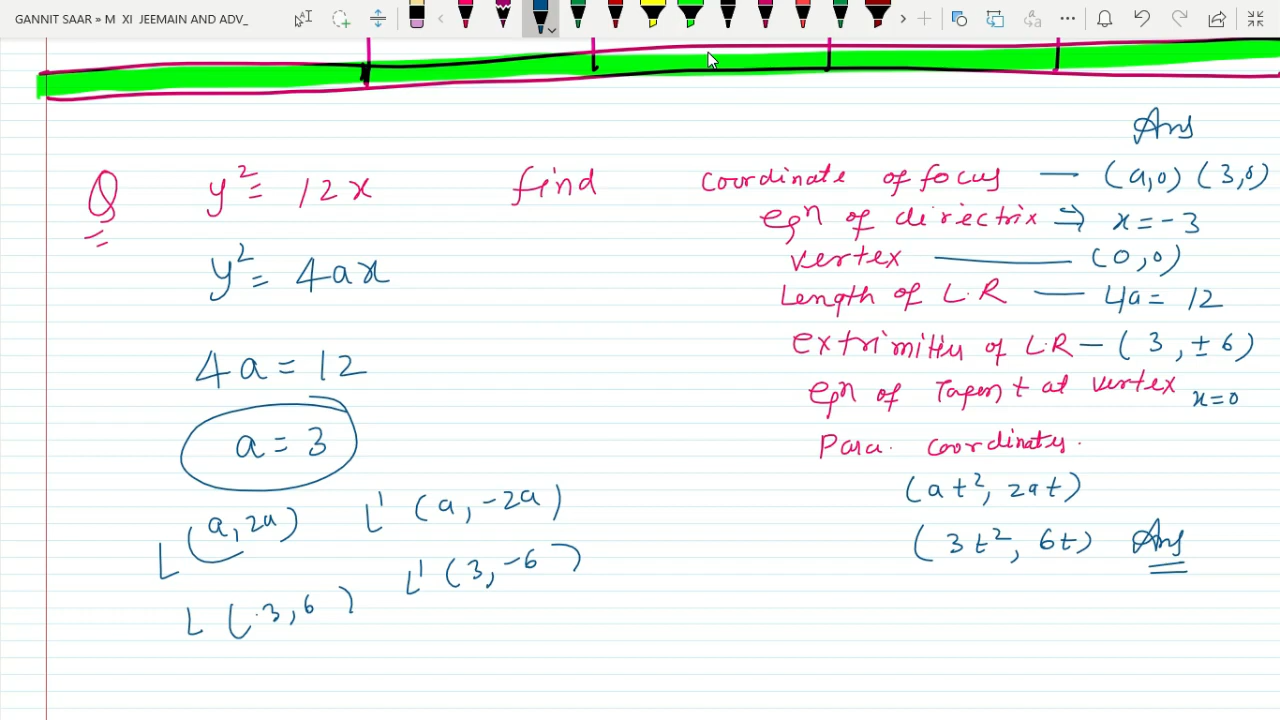 GANNIT SAAR » M XI JEEMAIN AND ADV_
Ans
Q y² = 12x find coordinate of focus — (a,0) (3,0)
eqⁿ of directrix ⇒ x = -3
y² = 4ax
vertex — (0,0)
Length of L.R — 4a = 12
4a = 12
extrimities of L.R — (3, ±6)
eqⁿ of Tagent at vertex x=0
a = 3
Para. coordinates.
L (a, 2a) L' (a, -2a)
(at², 2at)
L (3, 6) L' (3, -6)
(3t², 6t) Ans